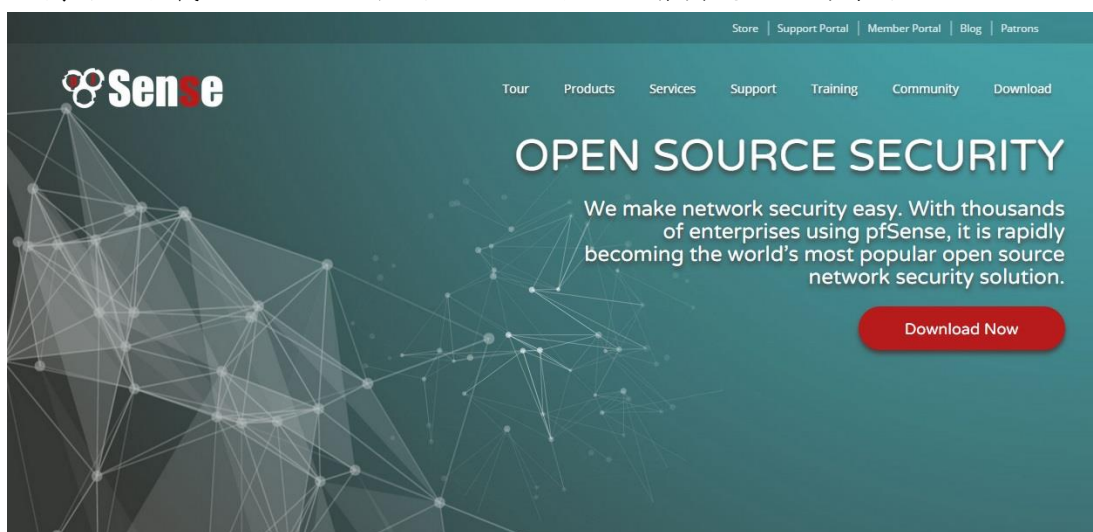 Store | Support Portal | Member Portal | Blog | Patrons
Sense
Tour Products Services Support Training Community Download
OPEN SOURCE SECURITY
We make network security easy. With thousands
of enterprises using pfSense, it is rapidly
becoming the world's most popular open source
network security solution.
Download Now